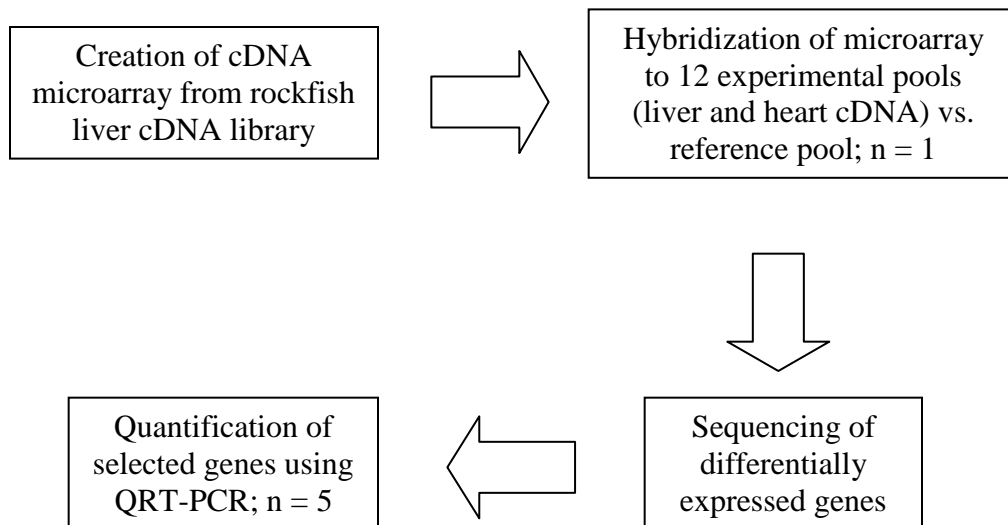 Creation of cDNA
microarray from rockfish
liver cDNA library
Hybridization of microarray
to 12 experimental pools
(liver and heart cDNA) vs.
reference pool; n = 1
Sequencing of
differentially
expressed genes
Quantification of
selected genes using
QRT-PCR; n = 5